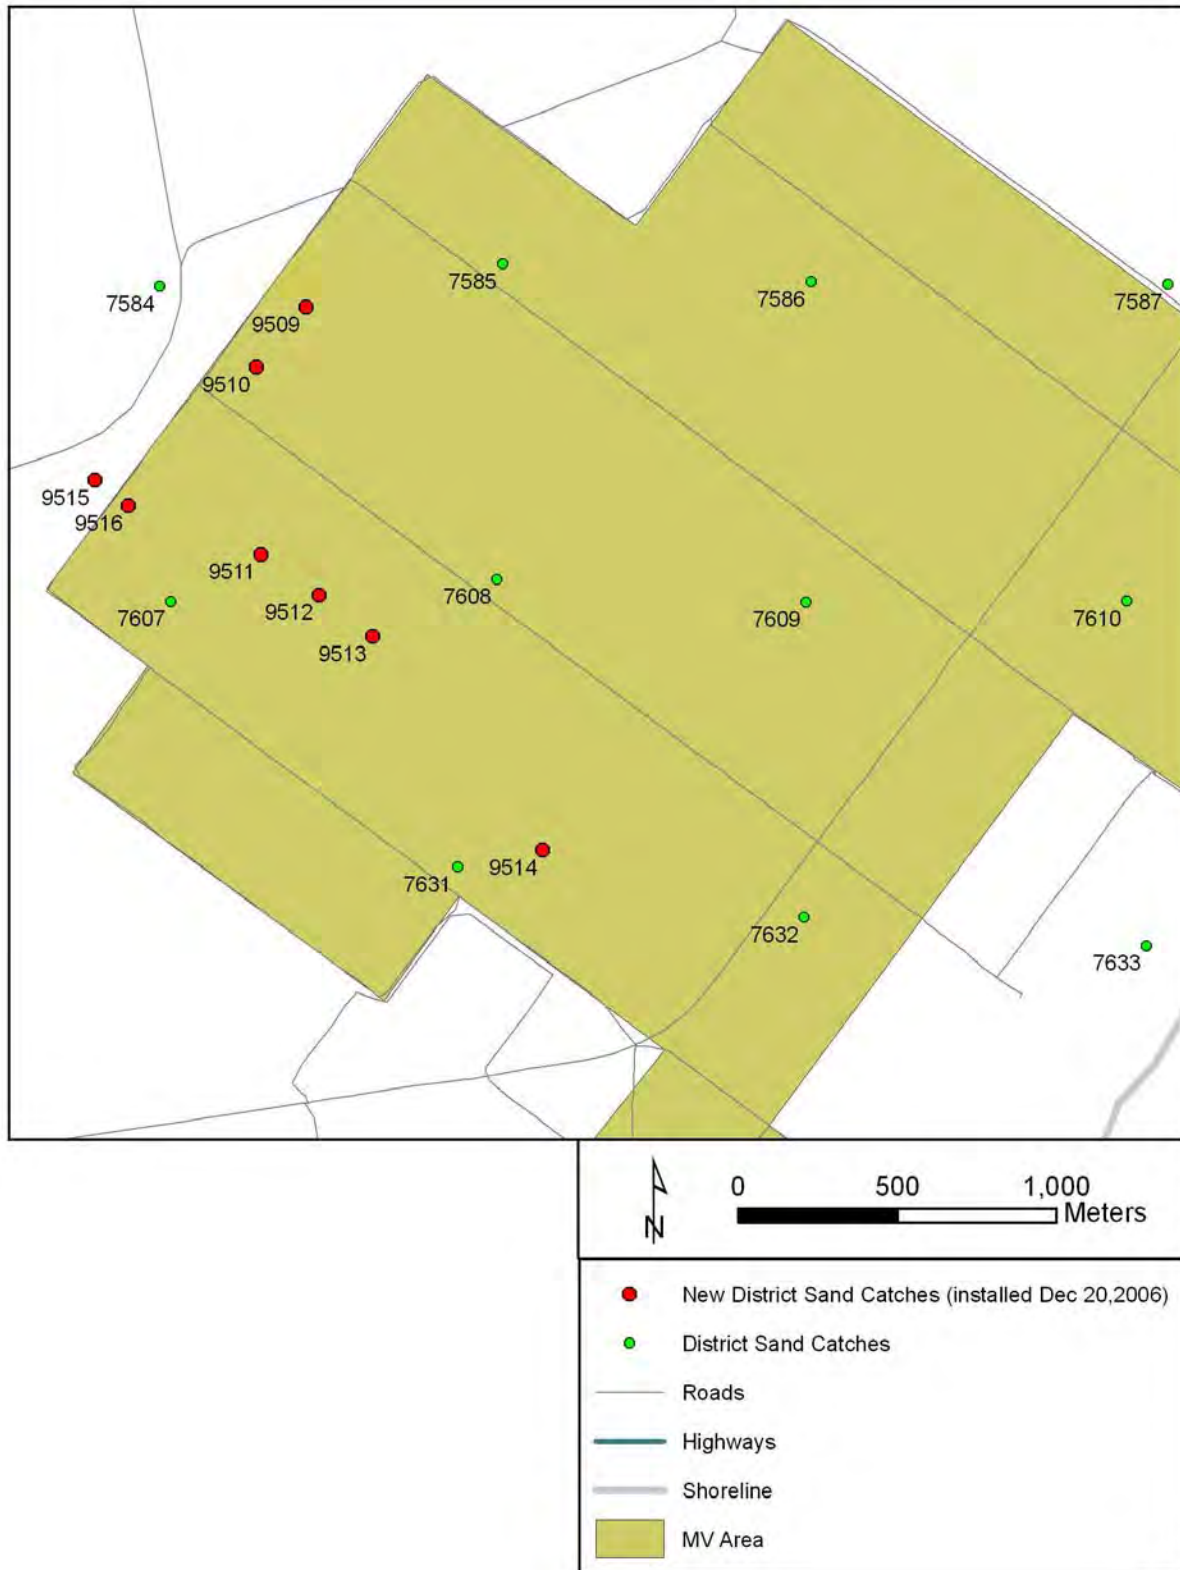 7584
7585
7586
7587
9509
9510
9515
9516
9511
9512
9513
7607
7608
7609
7610
7631
9514
7632
7633
N
0 500 1,000
Meters
New District Sand Catches (installed Dec 20,2006)
District Sand Catches
Roads
Highways
Shoreline
MV Area